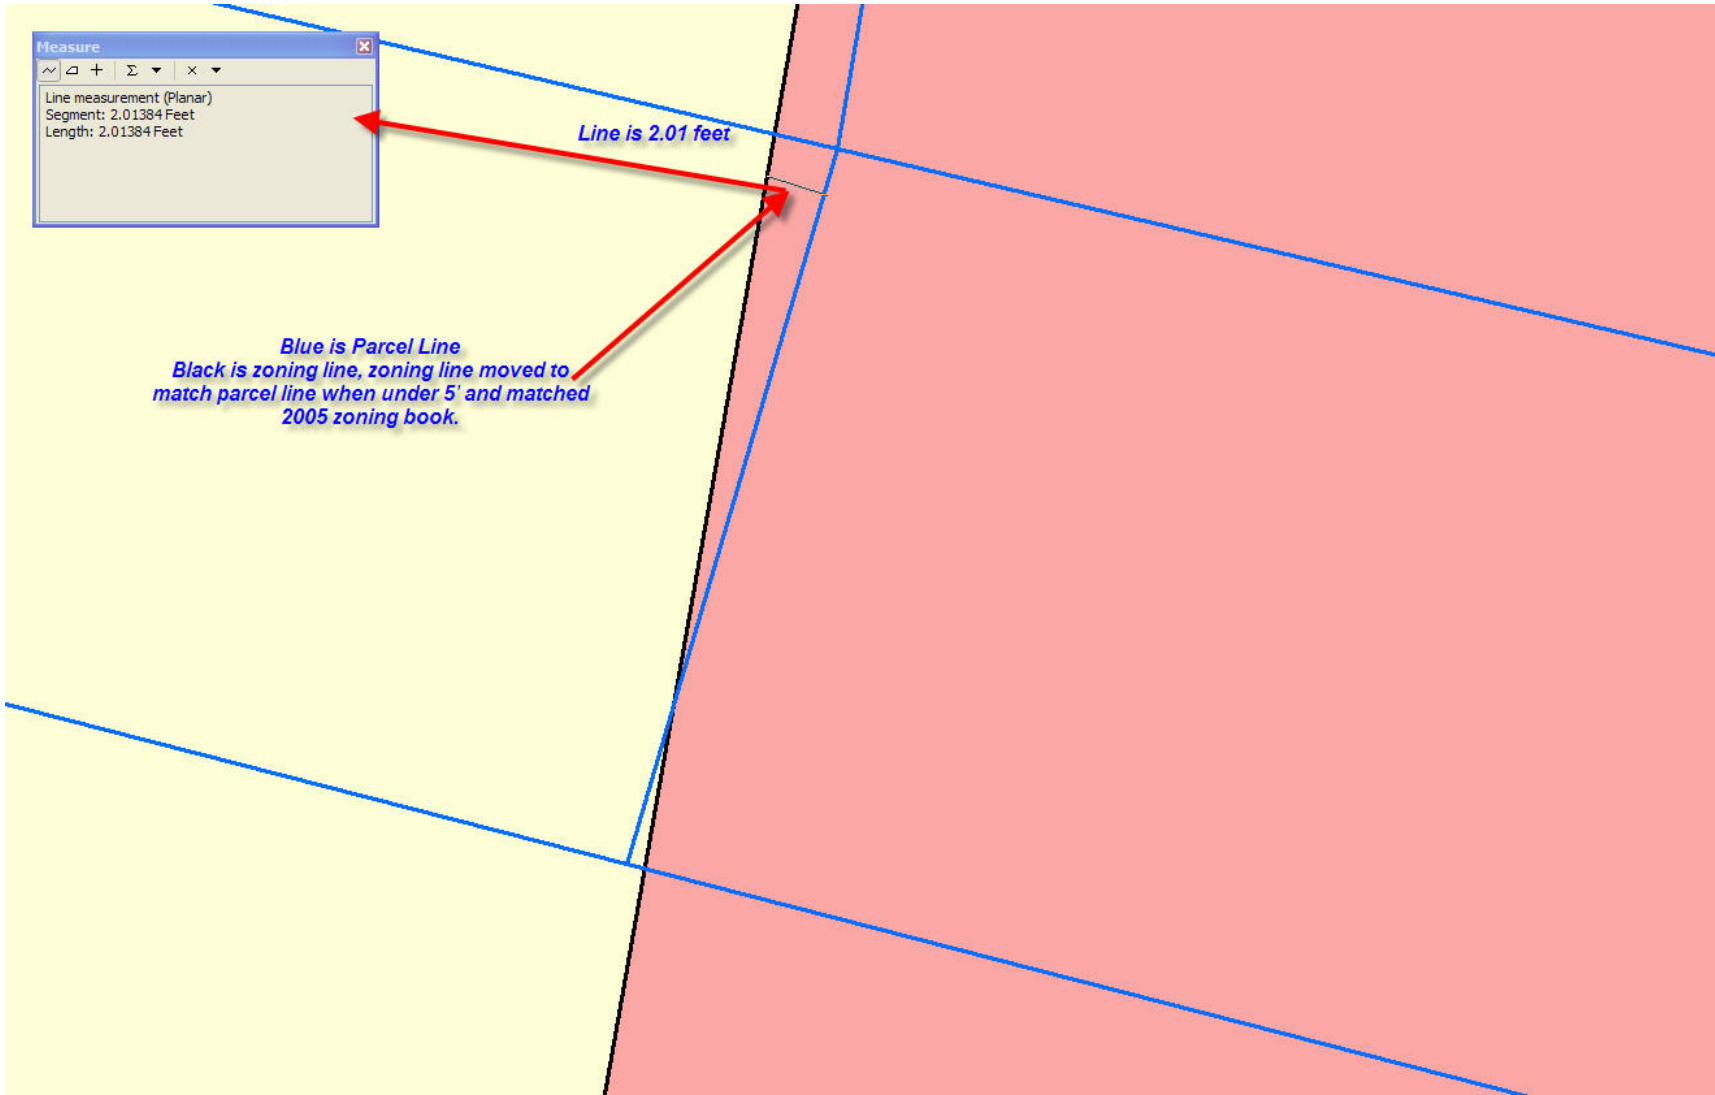 Measure
Line measurement (Planar)
Segment: 2.01384 Feet
Length: 2.01384 Feet
Line is 2.01 feet
Blue is Parcel Line
Black is zoning line, zoning line moved to
match parcel line when under 5' and matched
2005 zoning book.